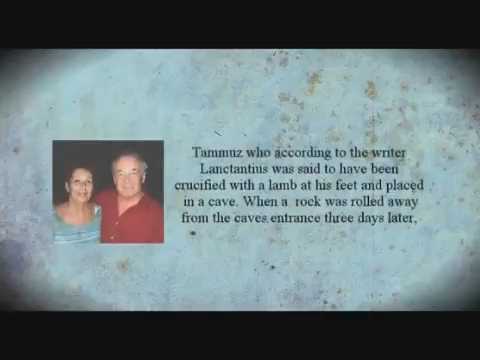 Tammuz who according to the writer
Lanctantius was said to have been
crucified with a lamb at his feet and placed
in a cave. When a rock was rolled away
from the caves entrance three days later,